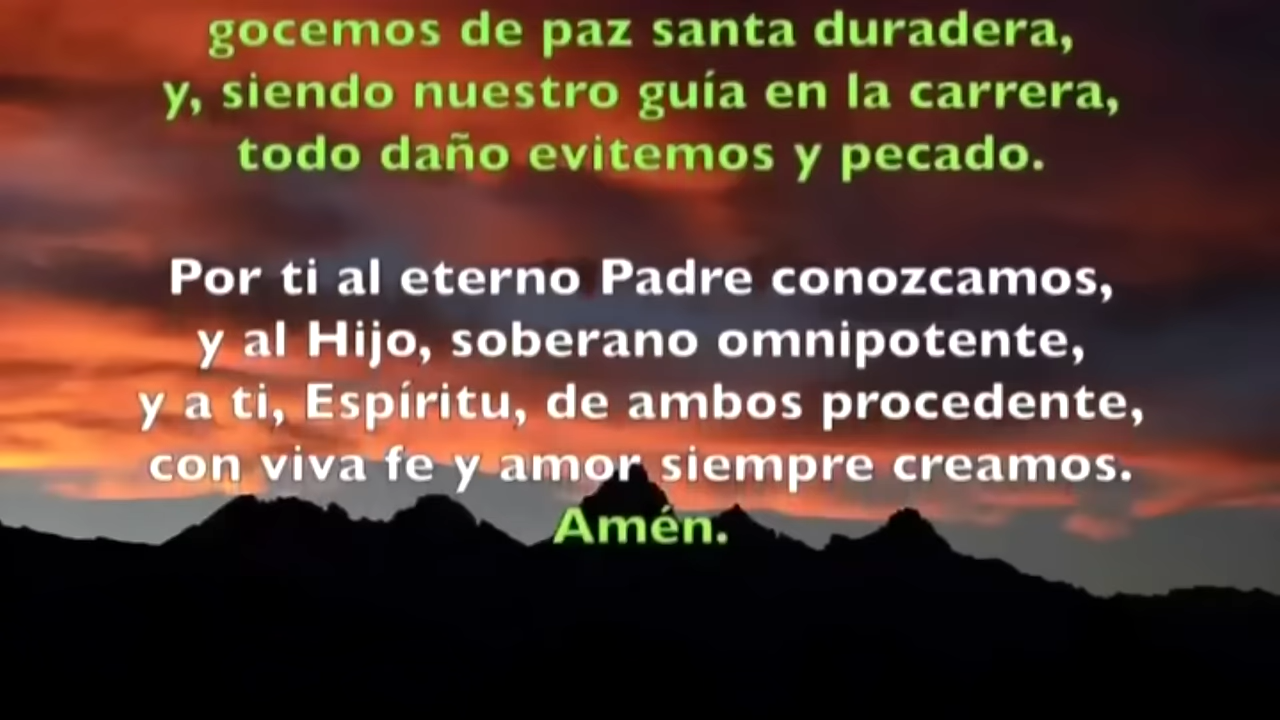 gocemos de paz santa duradera,
y, siendo nuestro guía en la carrera,
todo daño evitemos y pecado.
Por ti al eterno Padre conozcamos,
y al Hijo, soberano omnipotente,
y a ti, Espíritu, de ambos procedente,
con viva fe y amor siempre creamos.
Amén.